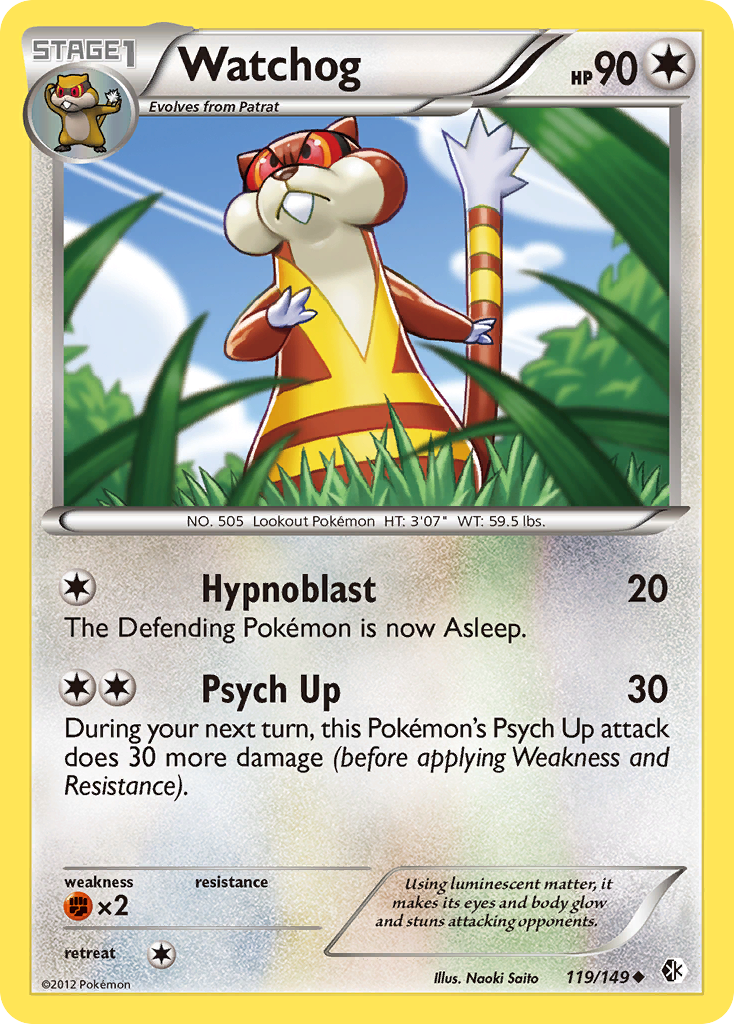 STAGE1
Watchog
HP 90
Evolves from Patrat
NO. 505 Lookout Pokémon HT: 3'07" WT: 59.5 lbs.
Hypnoblast 20
The Defending Pokémon is now Asleep.
Psych Up 30
During your next turn, this Pokémon's Psych Up attack
does 30 more damage (before applying Weakness and
Resistance).
weakness resistance
×2
Using luminescent matter, it
makes its eyes and body glow
and stuns attacking opponents.
retreat
©2012 Pokémon
Illus. Naoki Saito 119/149